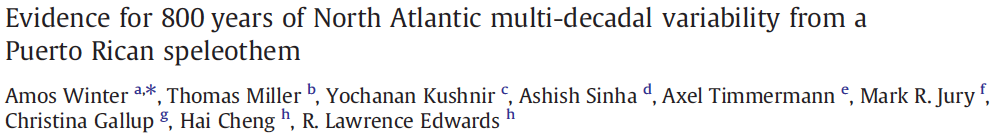 Evidence for 800 years of North Atlantic multi-decadal variability from a
Puerto Rican speleothem
Amos Winter a,*, Thomas Miller b, Yochanan Kushnir c, Ashish Sinha d, Axel Timmermann e, Mark R. Jury f,
Christina Gallup g, Hai Cheng h, R. Lawrence Edwards h